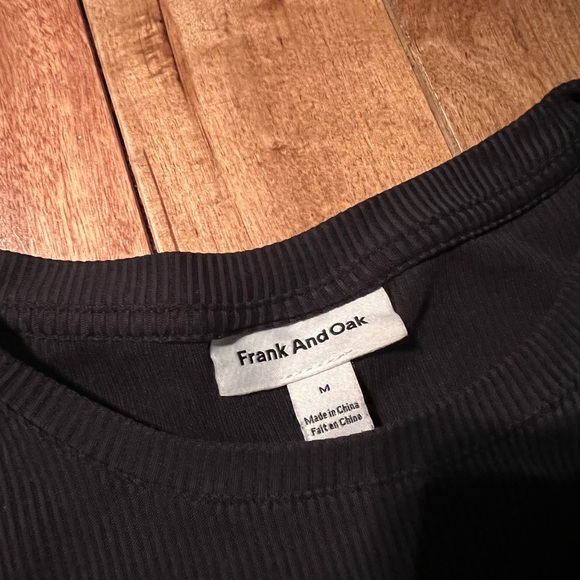 Frank And Oak
M
Made in China
Fait en Chine